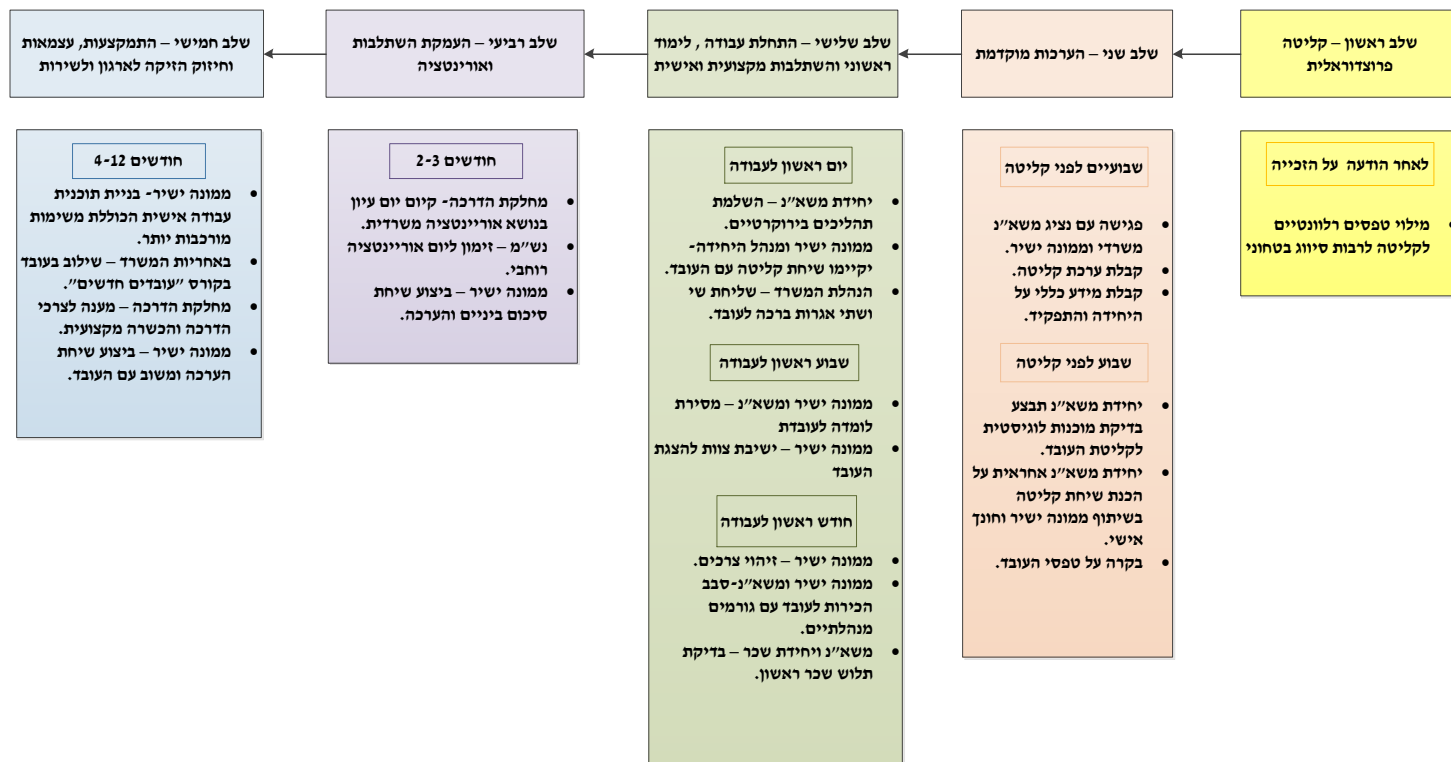 שלב ראשון – קליטה
פרוצדוראלית
שלב שני – הערכות מוקדמת
שלב שלישי – התחלת עבודה , לימוד
ראשוני והשתלבות מקצועית ואישית
שלב רביעי – העמקת השתלבות
ואורינטציה
שלב חמישי – התמקצעות, עצמאות
וחיזוק הזיקה לארגון ולשירות
לאחר הודעה על הזכייה
• מילוי טפסים רלוונטיים
לקליטה לרבות סיווג בטחוני
שבועיים לפני קליטה
• פגישה עם נציג משא״נ
משרדי וממונה ישיר.
• קבלת ערכת קליטה.
• קבלת מידע כללי על
היחידה והתפקיד.
שבוע לפני קליטה
• יחידת משא״נ תבצע
בדיקת מוכנות לוגיסטית
לקליטת העובד.
• יחידת משא״נ אחראית על
הכנת שיחת קליטה
בשיתוף ממונה ישיר וחונך
אישי.
• בקרה על טפסי העובד.
יום ראשון לעבודה
• יחידת משא״נ – השלמת
תהליכים בירוקרטיים.
• ממונה ישיר ומנהל היחידה-
יקיימו שיחת קליטה עם העובד.
• הנהלת המשרד – שליחת שי
ושתי אגרות ברכה לעובד.
שבוע ראשון לעבודה
• ממונה ישיר ומשא״נ – מסירת
לומדה לעובדת
• ממונה ישיר – ישיבת צוות להצגת
העובד
חודש ראשון לעבודה
• ממונה ישיר – זיהוי צרכים.
• ממונה ישיר ומשא״נ-סבב
הכירות לעובד עם גורמים
מנהלתיים.
• משא״נ ויחידת שכר – בדיקת
תלוש שכר ראשון.
חודשים 2-3
• מחלקת הדרכה- קיום יום עיון
בנושא אוריינטציה משרדית.
• נש״מ – זימון ליום אוריינטציה
רוחבי.
• ממונה ישיר – ביצוע שיחת
סיכום ביניים והערכה.
חודשים 4-12
• ממונה ישיר- בניית תוכנית
עבודה אישית הכוללת משימות
מורכבות יותר.
• באחריות המשרד – שילוב בעובד
בקורס ״עובדים חדשים״.
• מחלקת הדרכה – מענה לצרכי
הדרכה והכשרה מקצועית.
• ממונה ישיר – ביצוע שיחת
הערכה ומשוב עם העובד.